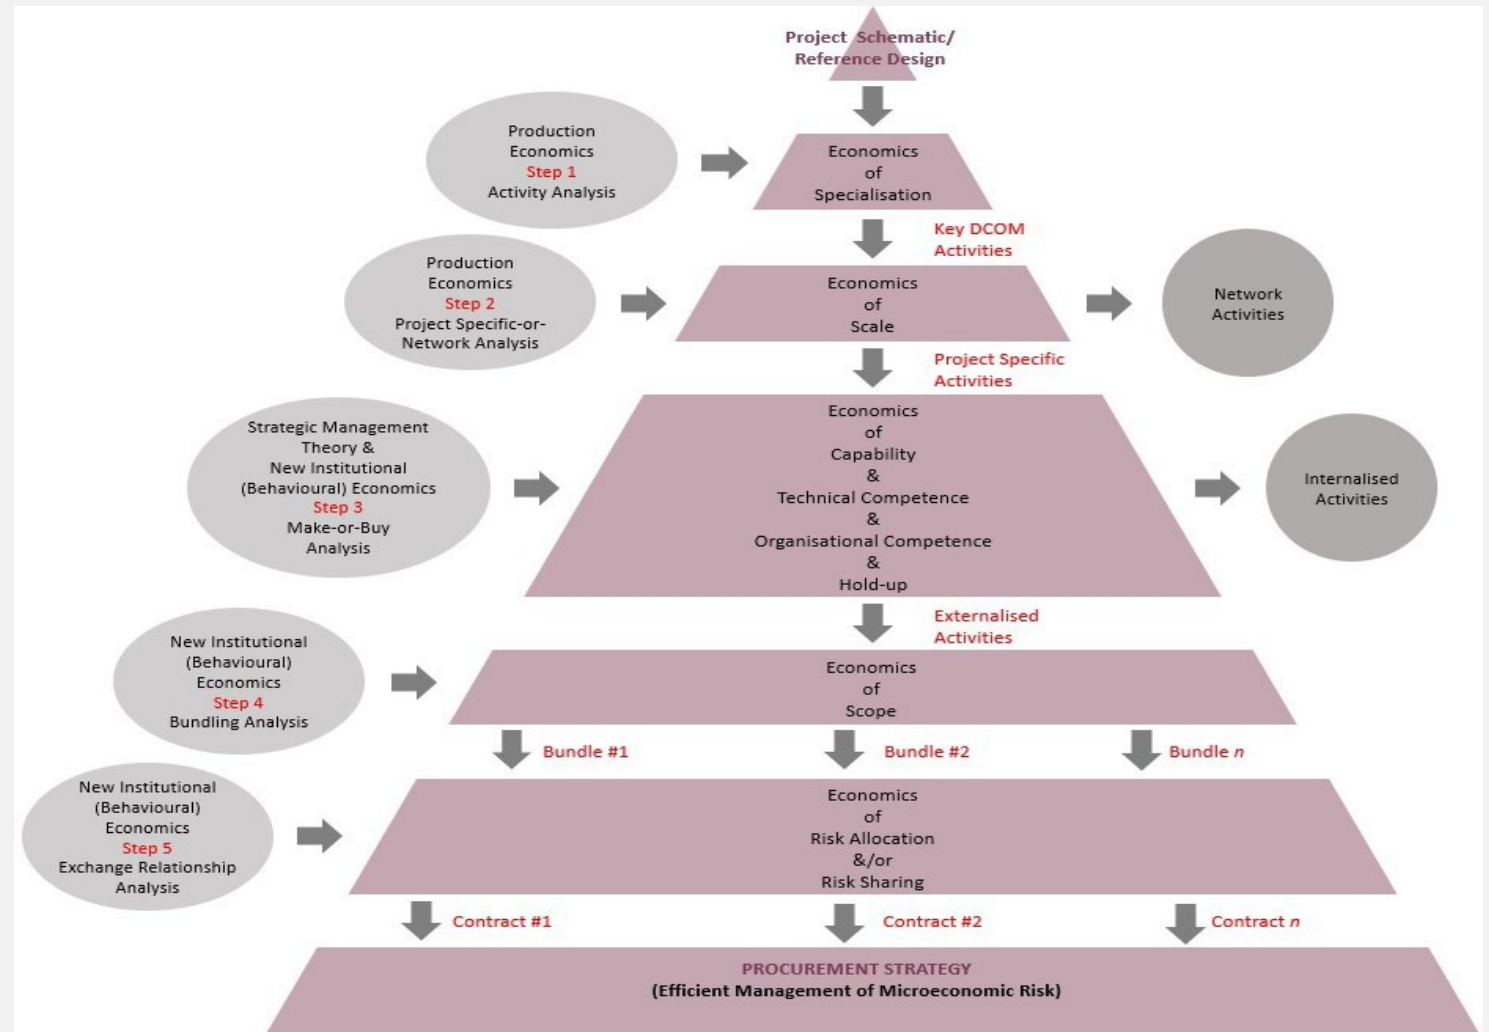 Project Schematic/
Reference Design
Production
Economics
Step 1
Activity Analysis
Economics
of
Specialisation
Key DCOM
Activities
Production
Economics
Step 2
Project Specific-or-
Network Analysis
Economics
of
Scale
Network
Activities
Project Specific
Activities
Strategic Management
Theory &
New Institutional
(Behavioural) Economics
Step 3
Make-or-Buy
Analysis
Economics
of
Capability
&
Technical Competence
&
Organisational Competence
&
Hold-up
Internalised
Activities
Externalised
Activities
New Institutional
(Behavioural)
Economics
Step 4
Bundling Analysis
Economics
of
Scope
Bundle #1
Bundle #2
Bundle n
New Institutional
(Behavioural)
Economics
Step 5
Exchange Relationship
Analysis
Economics
of
Risk Allocation
&/or
Risk Sharing
Contract #1
Contract #2
Contract n
PROCUREMENT STRATEGY
(Efficient Management of Microeconomic Risk)